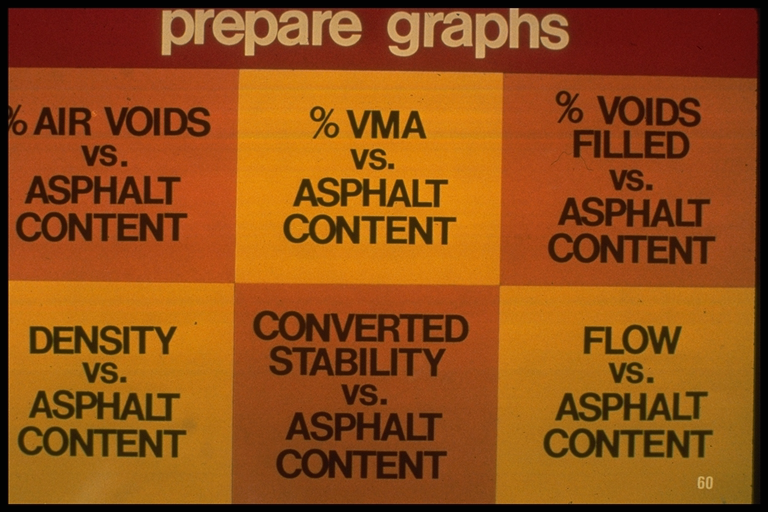 prepare graphs
% AIR VOIDS
VS.
ASPHALT
CONTENT
% VMA
VS.
ASPHALT
CONTENT
% VOIDS
FILLED
VS.
ASPHALT
CONTENT
DENSITY
VS.
ASPHALT
CONTENT
CONVERTED
STABILITY
VS.
ASPHALT
CONTENT
FLOW
VS.
ASPHALT
CONTENT
60